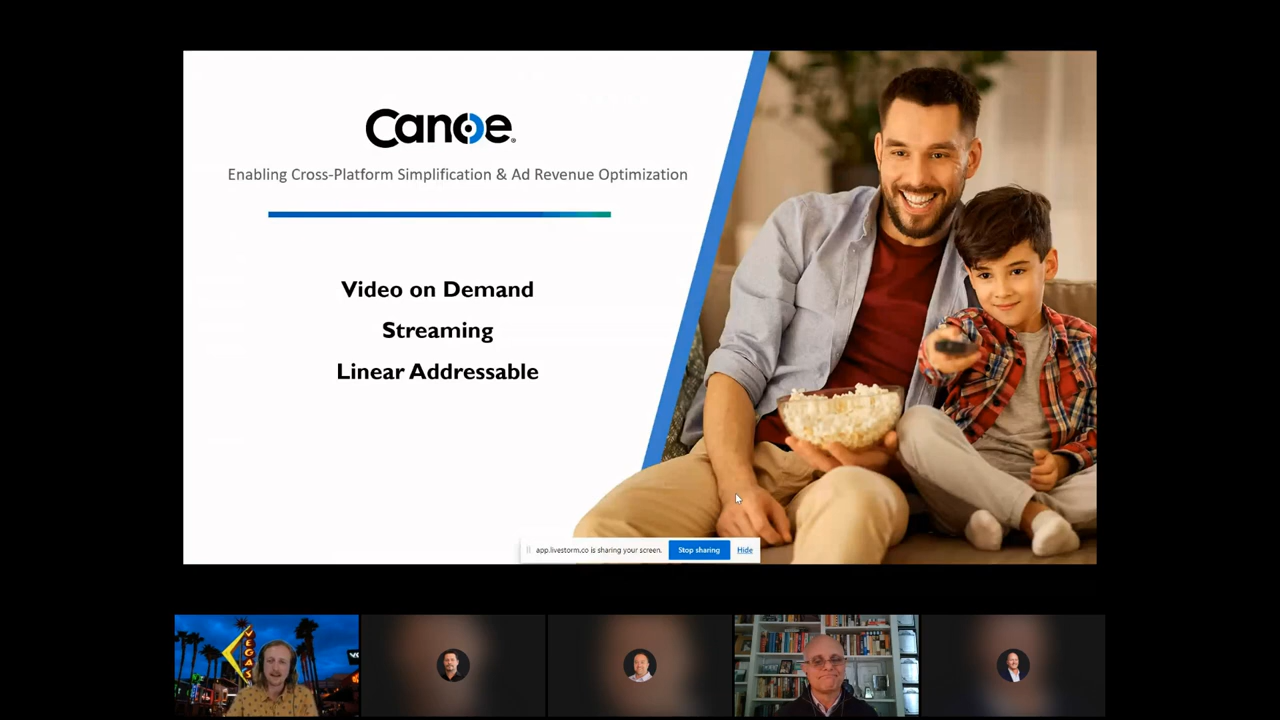 Canoe®
Enabling Cross-Platform Simplification & Ad Revenue Optimization
Video on Demand
Streaming
Linear Addressable
app.livestorm.co is sharing your screen.
Stop sharing
Hide
VEGAS